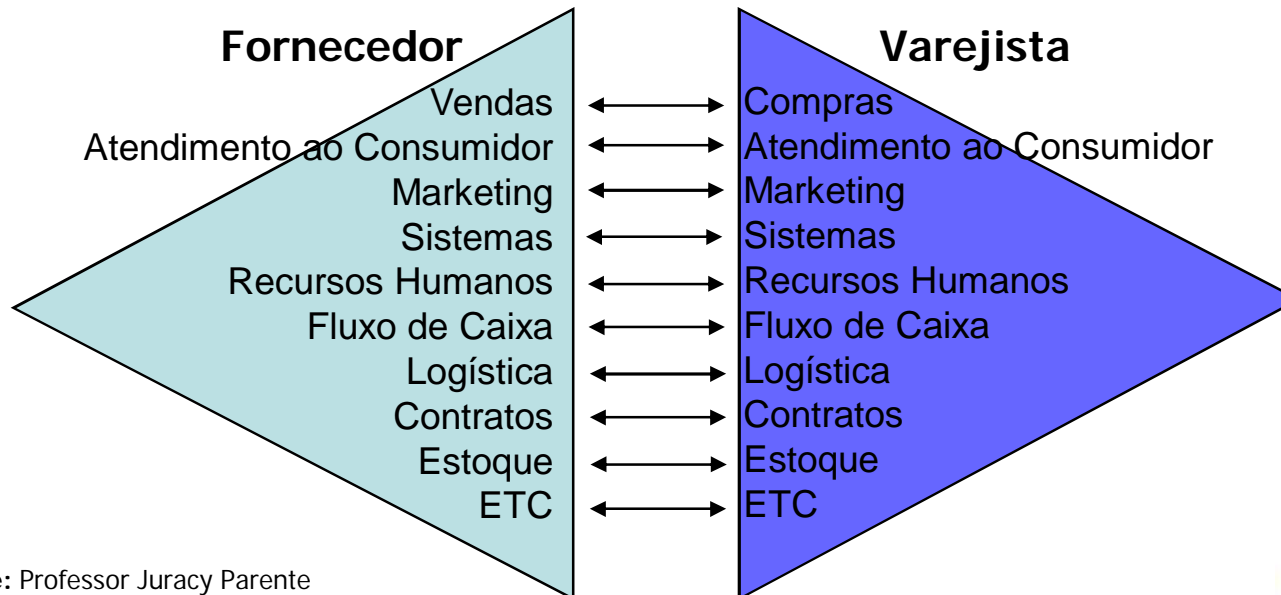 Fornecedor Varejista
Vendas Compras
Atendimento ao Consumidor Atendimento ao Consumidor
Marketing Marketing
Sistemas Sistemas
Recursos Humanos Recursos Humanos
Fluxo de Caixa Fluxo de Caixa
Logística Logística
Contratos Contratos
Estoque Estoque
ETC ETC
: Professor Juracy Parente